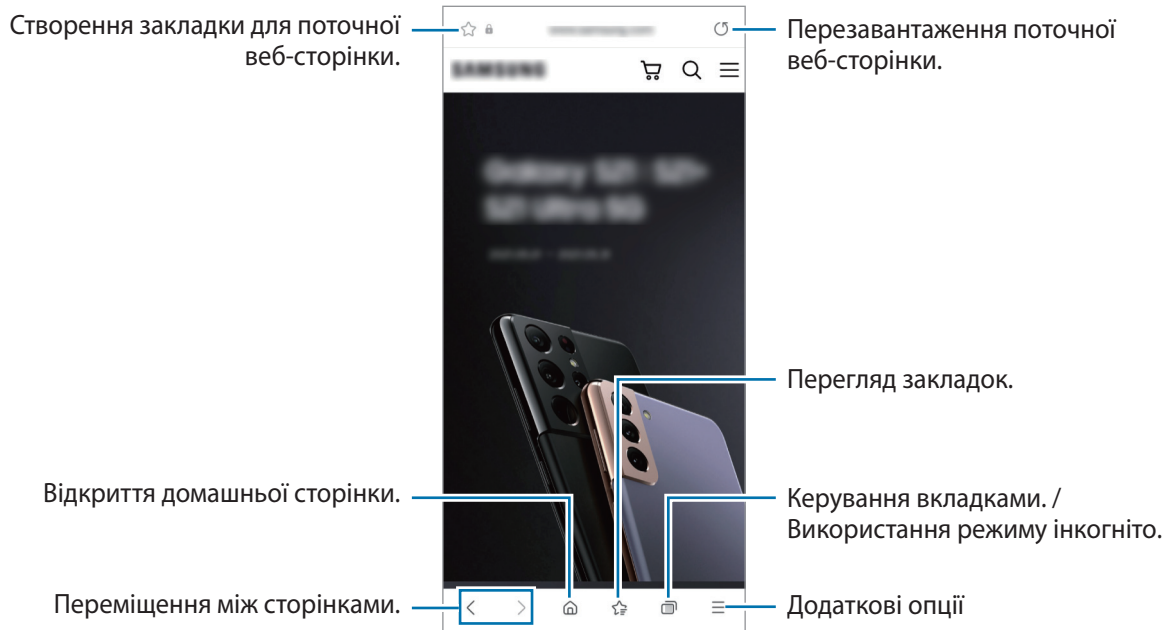 Створення закладки для поточної
веб-сторінки.
Перезавантаження поточної
веб-сторінки.
Перегляд закладок.
Відкриття домашньої сторінки.
Керування вкладками. /
Використання режиму інкогніто.
Переміщення між сторінками.
Додаткові опції